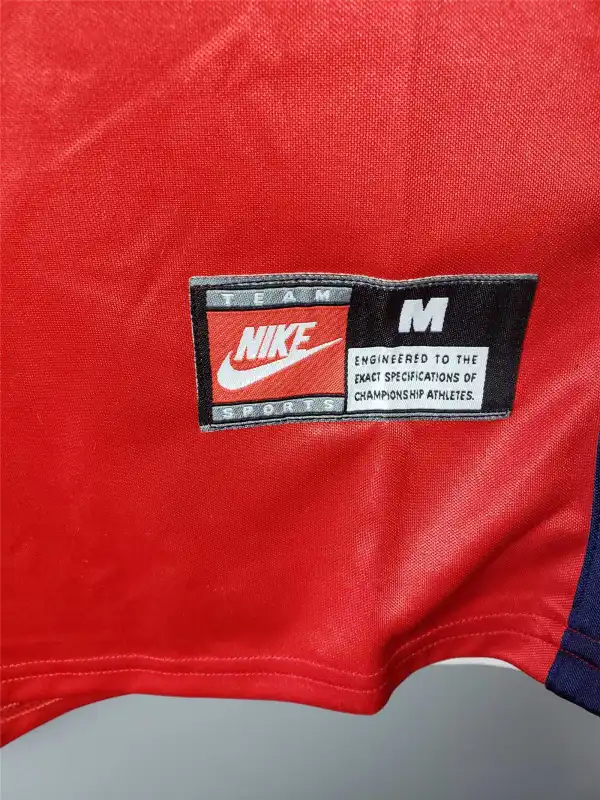 TEAM
NIKE
SPORTS
M
ENGINEERED TO THE
EXACT SPECIFICATIONS OF
CHAMPIONSHIP ATHLETES.